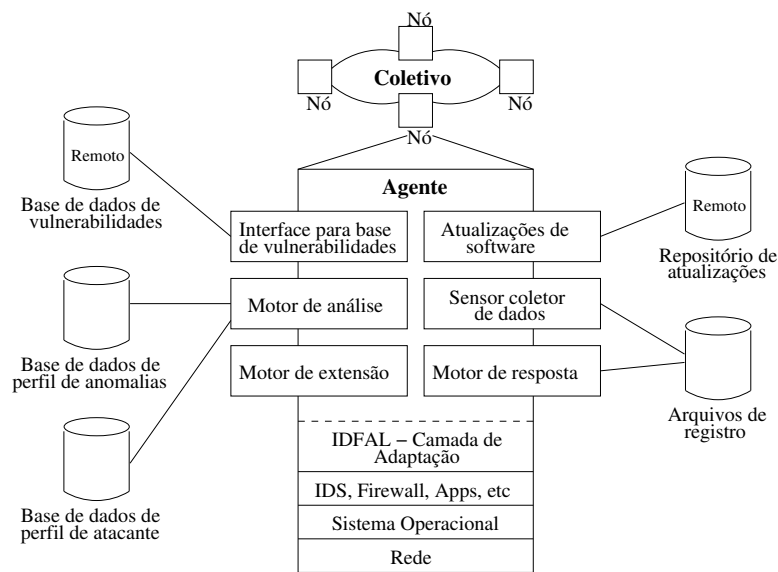 Nó
Coletivo
Nó
Nó
Nó
Remoto
Base de dados de
vulnerabilidades
Agente
Remoto
Repositório de
atualizações
Interface para base
de vulnerabilidades
Atualizações de
software
Motor de análise
Sensor coletor
de dados
Base de dados de
perfil de anomalias
Motor de extensão
Motor de resposta
Arquivos de
registro
Base de dados de
perfil de atacante
IDFAL − Camada de
Adaptação
IDS, Firewall, Apps, etc
Sistema Operacional
Rede